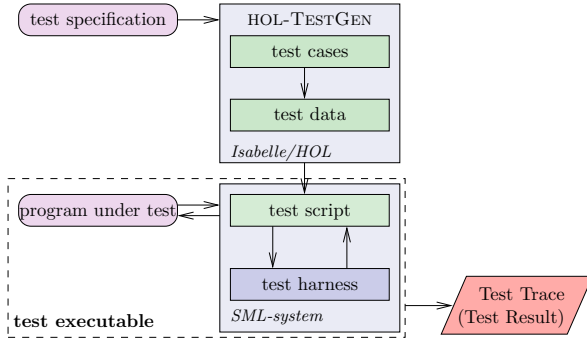 test specification
HOL-TESTGEN
test cases
test data
Isabelle/HOL
program under test
test script
test harness
test executable
SML-system
Test Trace
(Test Result)